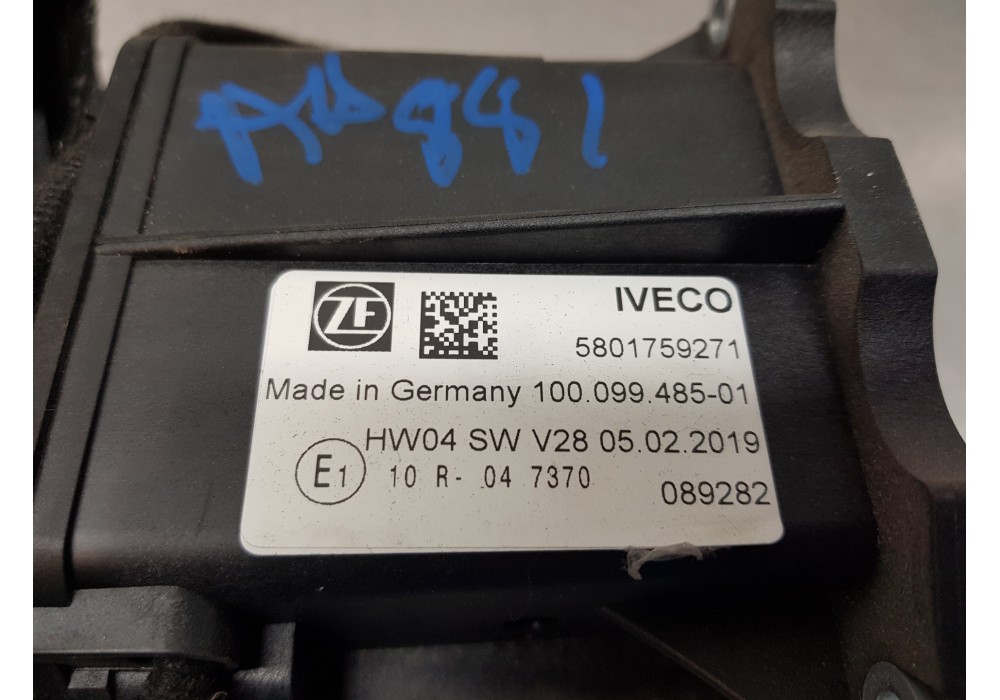 881
ZF
IVECO
5801759271
Made in Germany 100.099.485-01
HW04 SW V28 05.02.2019
E1
10 R- 04 7370
089282